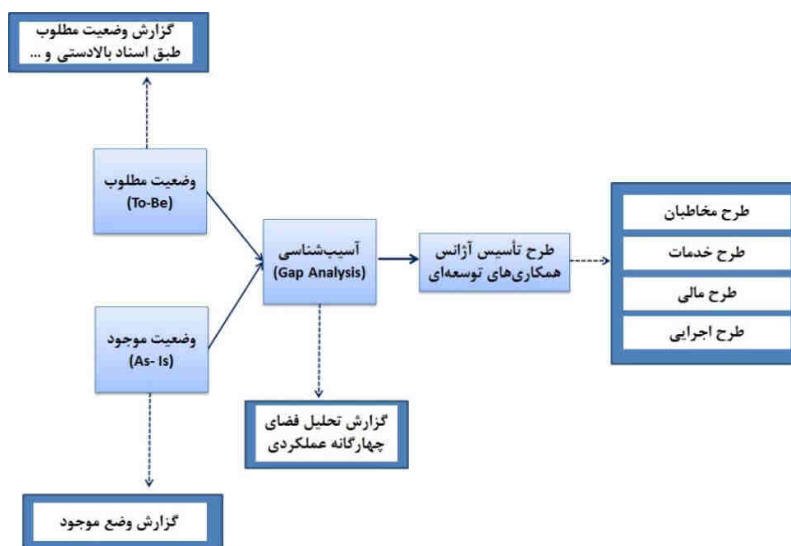 گزارش وضعیت مطلوب
طبق اسناد بالادستی و ...
وضعیت مطلوب
(To-Be)
آسیب‌شناسی
(Gap Analysis)
طرح تأسیس آژانس
همکاری‌های توسعه‌ای
طرح مخاطبان
طرح خدمات
طرح مالی
طرح اجرایی
وضعیت موجود
(As- Is)
گزارش تحلیل فضای
چهارگانه عملکردی
گزارش وضع موجود